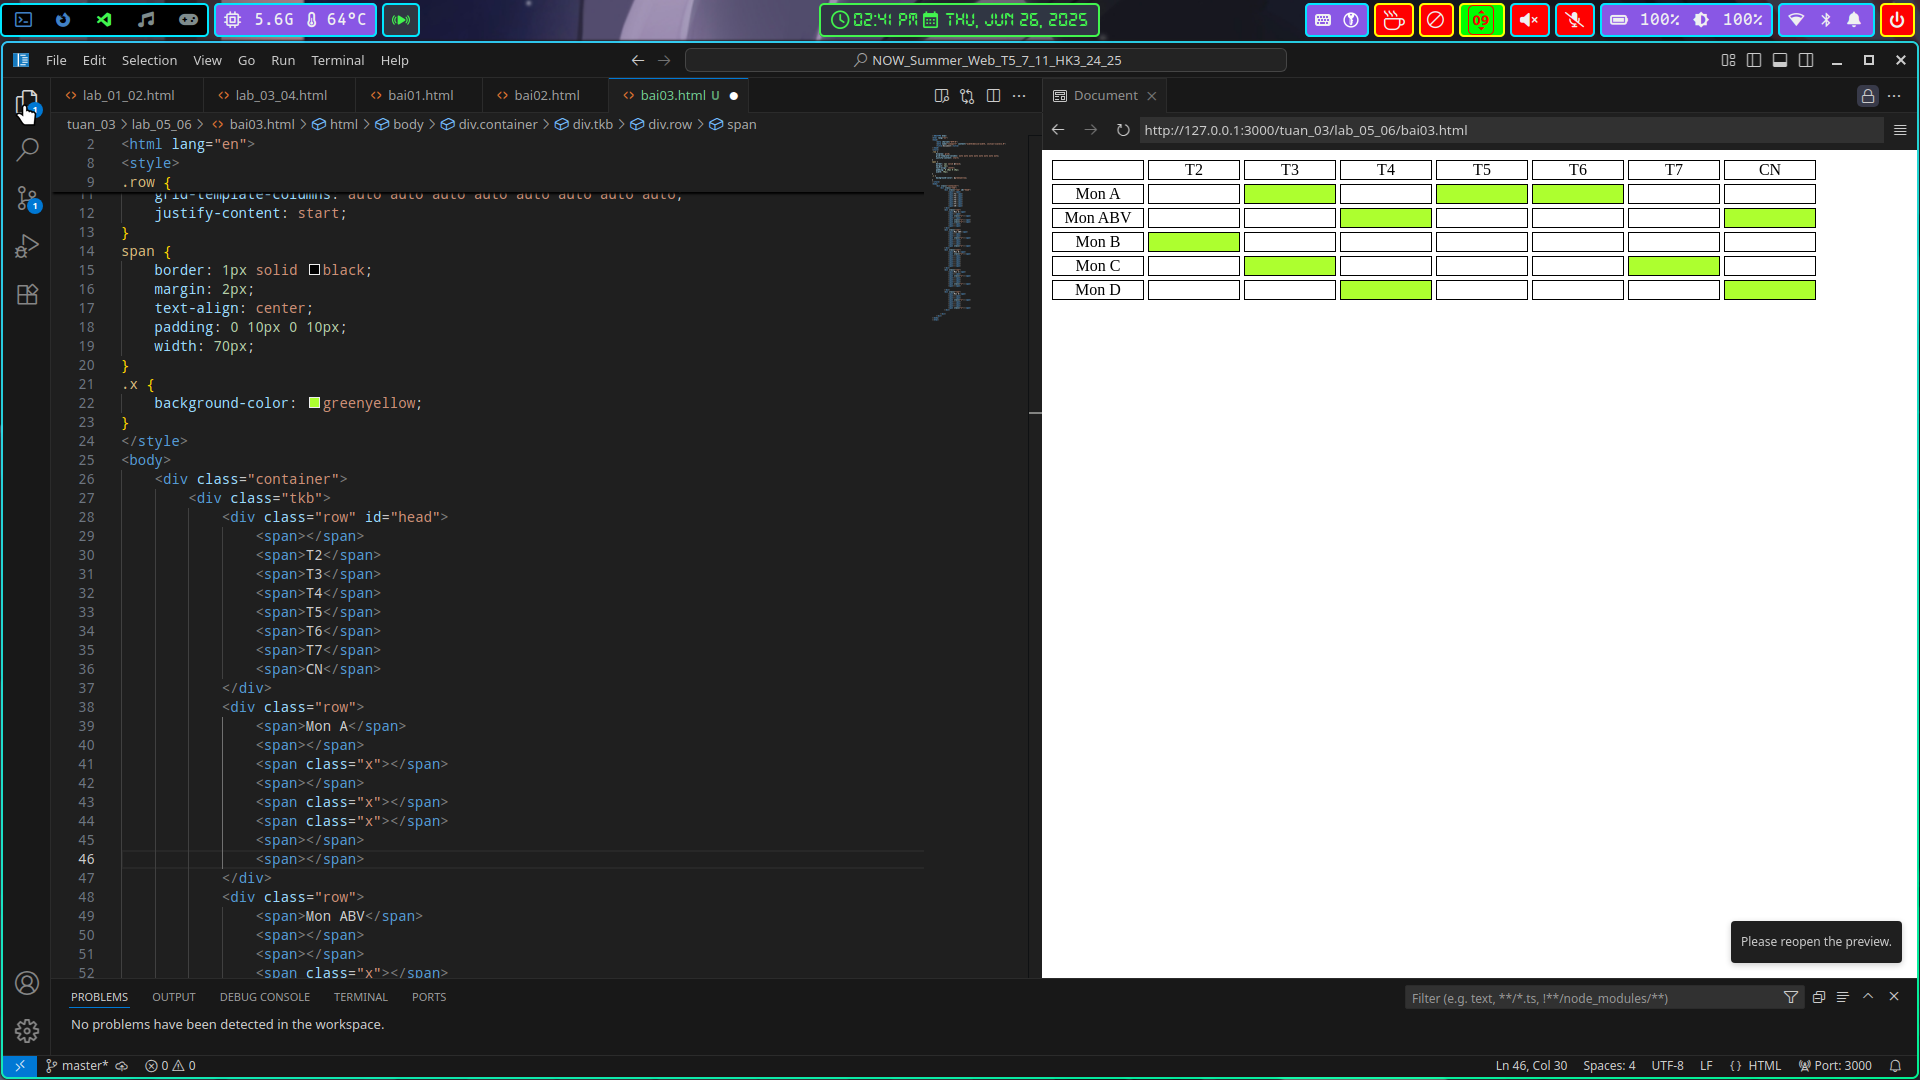 5.6G 64°C
02:41 PM THU, JUN 26, 2025
09
100% 100%
File Edit Selection View Go Run Terminal Help
NOW_Summer_Web_T5_7_11_HK3_24_25
lab_01_02.html
lab_03_04.html
bai01.html
bai02.html
bai03.html U
tuan_03 > lab_05_06 > bai03.html > html > body > div.container > div.tkb > div.row > span
2 <html lang="en">
8 <style>
9 .row {
11 grid-template-columns: auto auto auto auto auto auto auto auto;
12 justify-content: start;
13 }
14 span {
15 border: 1px solid black;
16 margin: 2px;
17 text-align: center;
18 padding: 0 10px 0 10px;
19 width: 70px;
20 }
21 .x {
22 background-color: greenyellow;
23 }
24 </style>
25 <body>
26 <div class="container">
27 <div class="tkb">
28 <div class="row" id="head">
29 <span></span>
30 <span>T2</span>
31 <span>T3</span>
32 <span>T4</span>
33 <span>T5</span>
34 <span>T6</span>
35 <span>T7</span>
36 <span>CN</span>
37 </div>
38 <div class="row">
39 <span>Mon A</span>
40 <span></span>
41 <span class="x"></span>
42 <span></span>
43 <span class="x"></span>
44 <span class="x"></span>
45 <span></span>
46 <span></span>
47 </div>
48 <div class="row">
49 <span>Mon ABV</span>
50 <span></span>
51 <span></span>
52 <span class="x"></span>
Document
http://127.0.0.1:3000/tuan_03/lab_05_06/bai03.html
T2 T3 T4 T5 T6 T7 CN
Mon A
Mon ABV
Mon B
Mon C
Mon D
Please reopen the preview.
PROBLEMS OUTPUT DEBUG CONSOLE TERMINAL PORTS
Filter (e.g. text, **/*.ts, !**/node_modules/**)
No problems have been detected in the workspace.
master* 0 0
Ln 46, Col 30 Spaces: 4 UTF-8 LF {} HTML Port: 3000
1
1